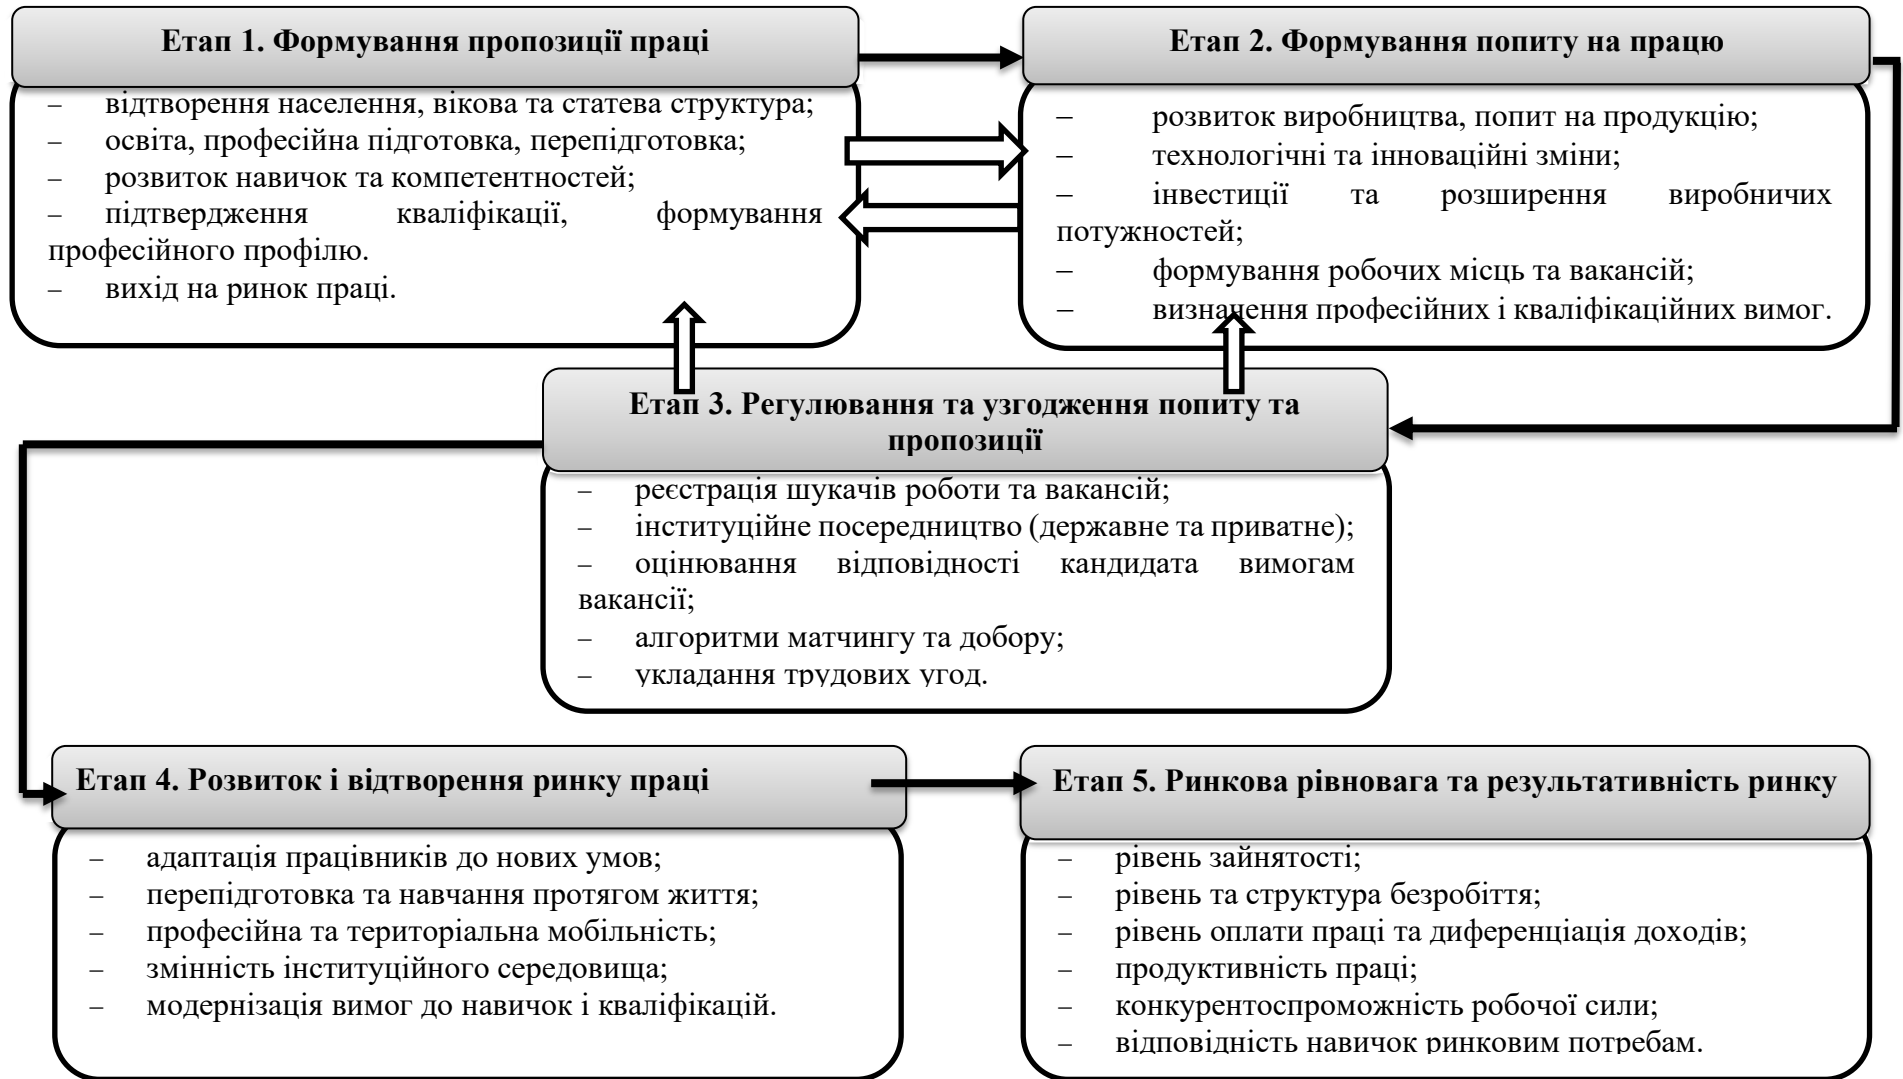 Етап 1. Формування пропозиції праці
– відтворення населення, вікова та статева структура;
– освіта, професійна підготовка, перепідготовка;
– розвиток навичок та компетентностей;
– підтвердження кваліфікації, формування
професійного профілю.
– вихід на ринок праці.
Етап 2. Формування попиту на працю
– розвиток виробництва, попит на продукцію;
– технологічні та інноваційні зміни;
– інвестиції та розширення виробничих
потужностей;
– формування робочих місць та вакансій;
– визначення професійних і кваліфікаційних вимог.
Етап 3. Регулювання та узгодження попиту та
пропозиції
– реєстрація шукачів роботи та вакансій;
– інституційне посередництво (державне та приватне);
– оцінювання відповідності кандидата вимогам
вакансії;
– алгоритми матчингу та добору;
– укладання трудових угод.
Етап 4. Розвиток і відтворення ринку праці
– адаптація працівників до нових умов;
– перепідготовка та навчання протягом життя;
– професійна та територіальна мобільність;
– змінність інституційного середовища;
– модернізація вимог до навичок і кваліфікацій.
Етап 5. Ринкова рівновага та результативність ринку
– рівень зайнятості;
– рівень та структура безробіття;
– рівень оплати праці та диференціація доходів;
– продуктивність праці;
– конкурентоспроможність робочої сили;
– відповідність навичок ринковим потребам.